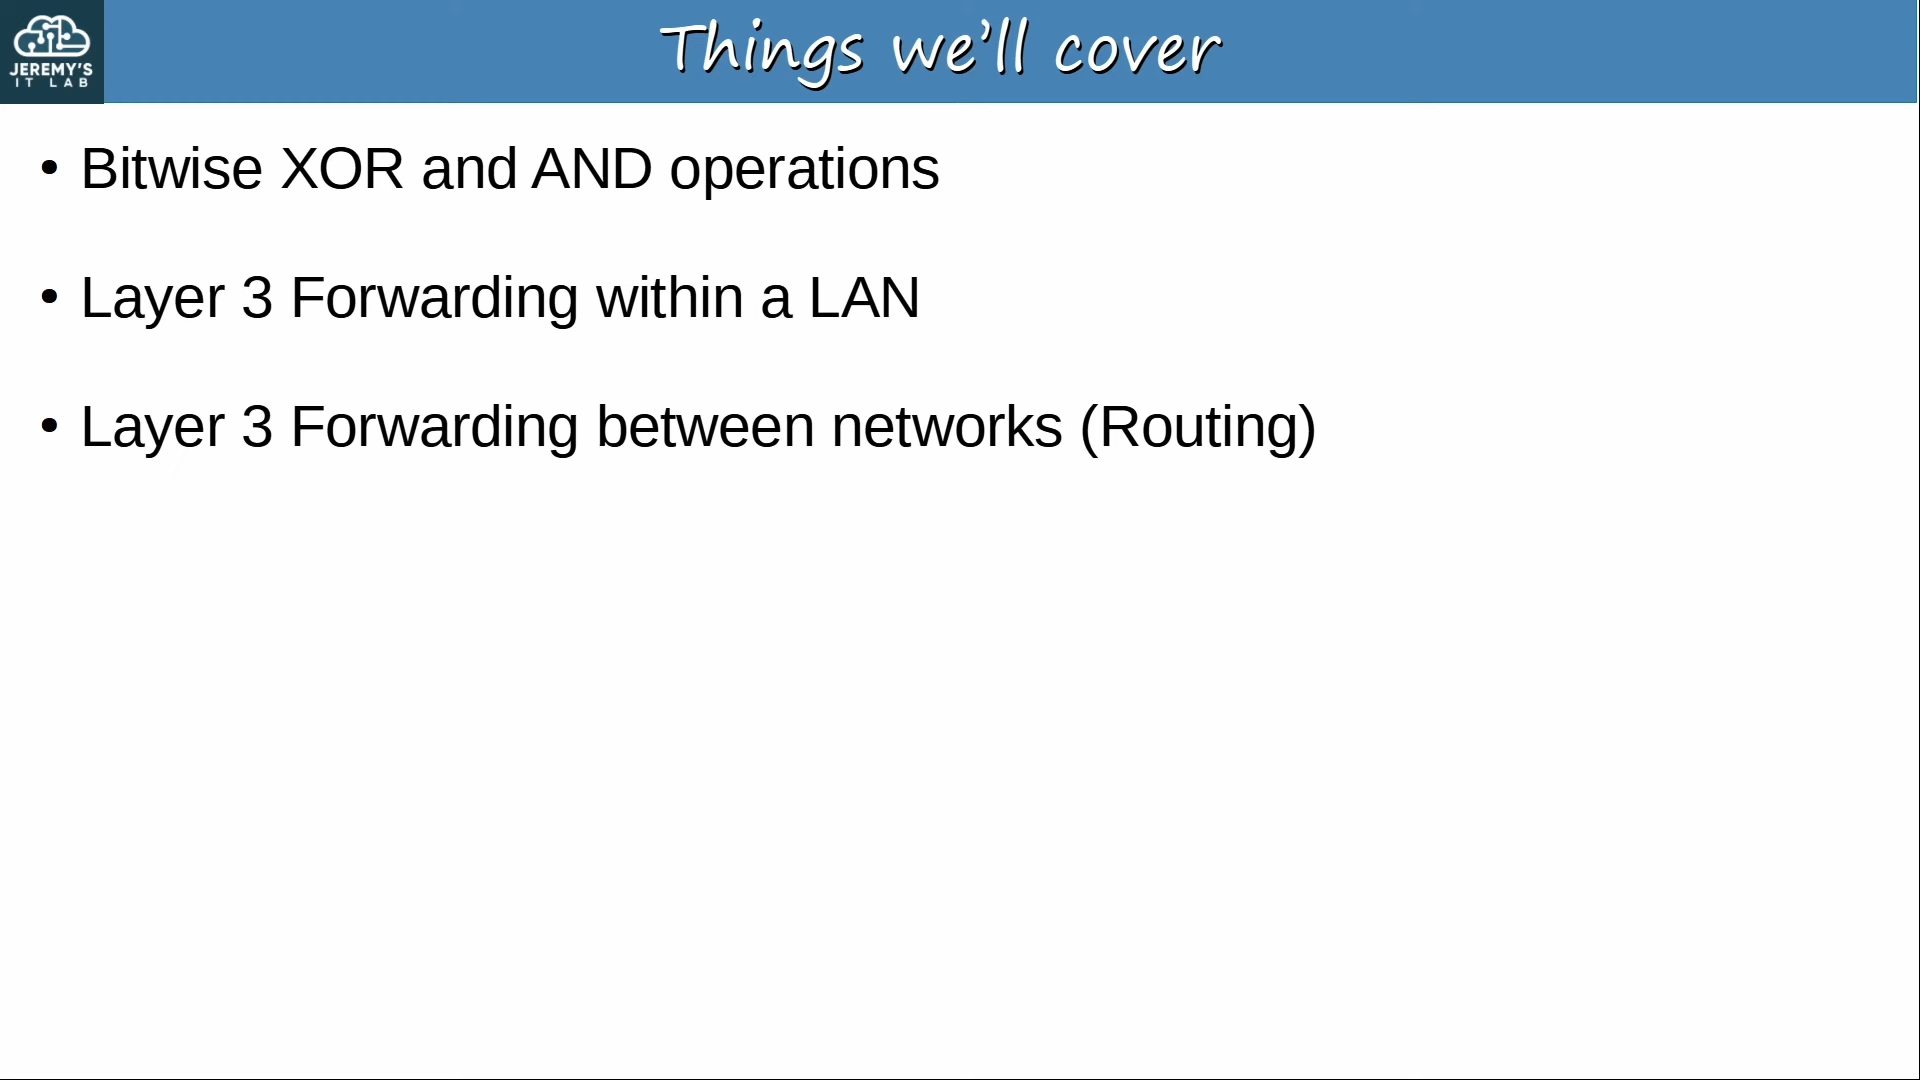 JEREMY'S
IT LAB
Things we'll cover
• Bitwise XOR and AND operations
• Layer 3 Forwarding within a LAN
• Layer 3 Forwarding between networks (Routing)